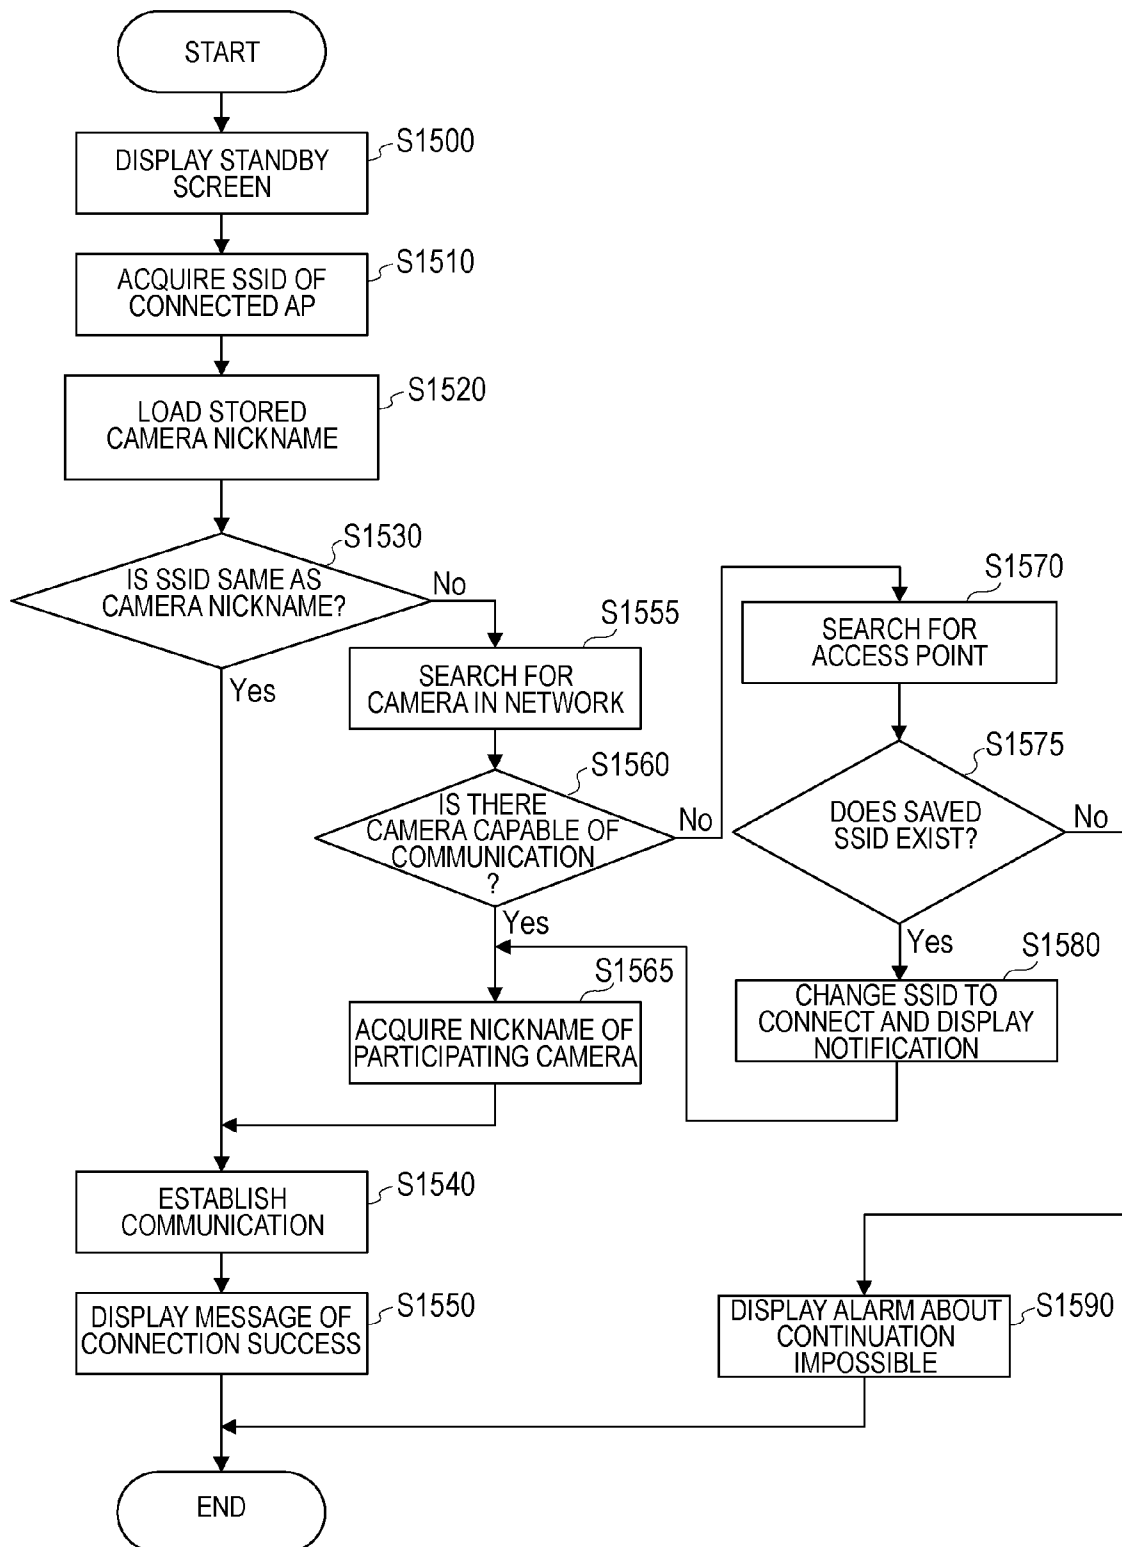 START
S1500
DISPLAY STANDBY
SCREEN
S1510
ACQUIRE SSID OF
CONNECTED AP
S1520
LOAD STORED
CAMERA NICKNAME
S1530
IS SSID SAME AS
CAMERA NICKNAME?
No
Yes
S1555
SEARCH FOR
CAMERA IN NETWORK
S1560
IS THERE
CAMERA CAPABLE OF
COMMUNICATION
?
No
Yes
S1570
SEARCH FOR
ACCESS POINT
S1575
DOES SAVED
SSID EXIST?
No
Yes
S1580
CHANGE SSID TO
CONNECT AND DISPLAY
NOTIFICATION
S1565
ACQUIRE NICKNAME OF
PARTICIPATING CAMERA
S1540
ESTABLISH
COMMUNICATION
S1550
DISPLAY MESSAGE OF
CONNECTION SUCCESS
S1590
DISPLAY ALARM ABOUT
CONTINUATION
IMPOSSIBLE
END